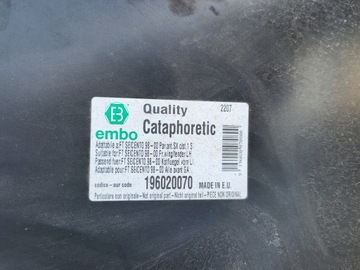 Quality
2207
embo
Cataphoretic
Adaptable a:FT SEICENTO 98-00 Par.ant SX cist.1 S
Suitable for:FT SEICENTO 98-00 Fr.wing/fender LH
Passend fuer:FT SEICENTO 98-00 Kotfluegel vorn LI
Adaptable pour:FT SEICENTO 98-00 Aile avant GA
codice - our code 196020070 MADE IN E.U.
Particolare non originale - Not original part - Nicht original teil - PIECE NON ORIGINAL